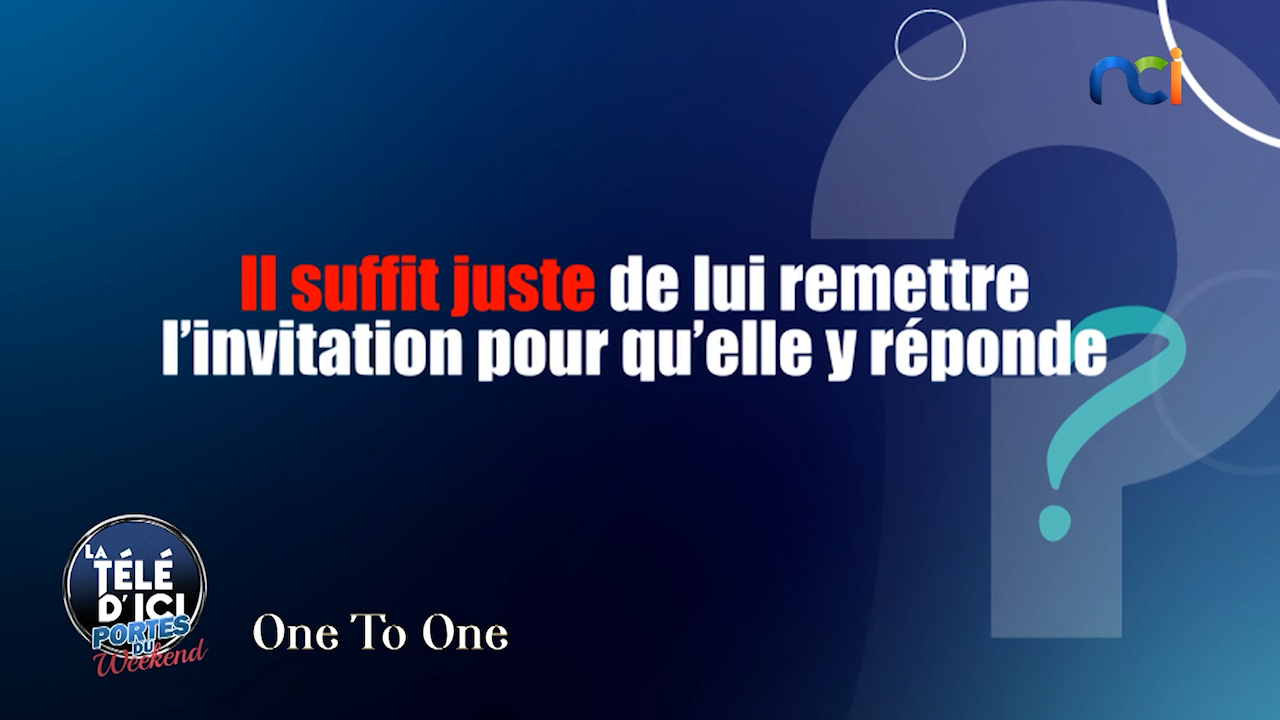 nci
Il suffit juste de lui remettre
l'invitation pour qu'elle y réponde
LA
TÉLÉ
D'ICI
PORTES
DU
Weekend
One To One